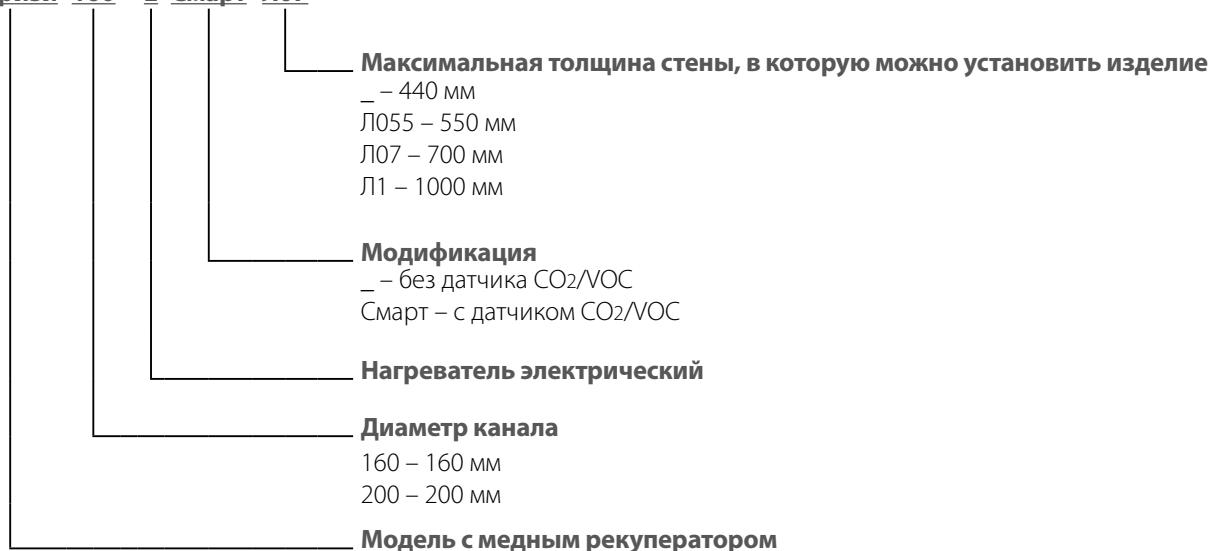 Максимальная толщина стены, в которую можно установить изделие
_ – 440 мм
Л055 – 550 мм
Л07 – 700 мм
Л1 – 1000 мм
Модификация
_ – без датчика CO2/VOC
Смарт – с датчиком CO2/VOC
Нагреватель электрический
Диаметр канала
160 – 160 мм
200 – 200 мм
Модель с медным рекуператором